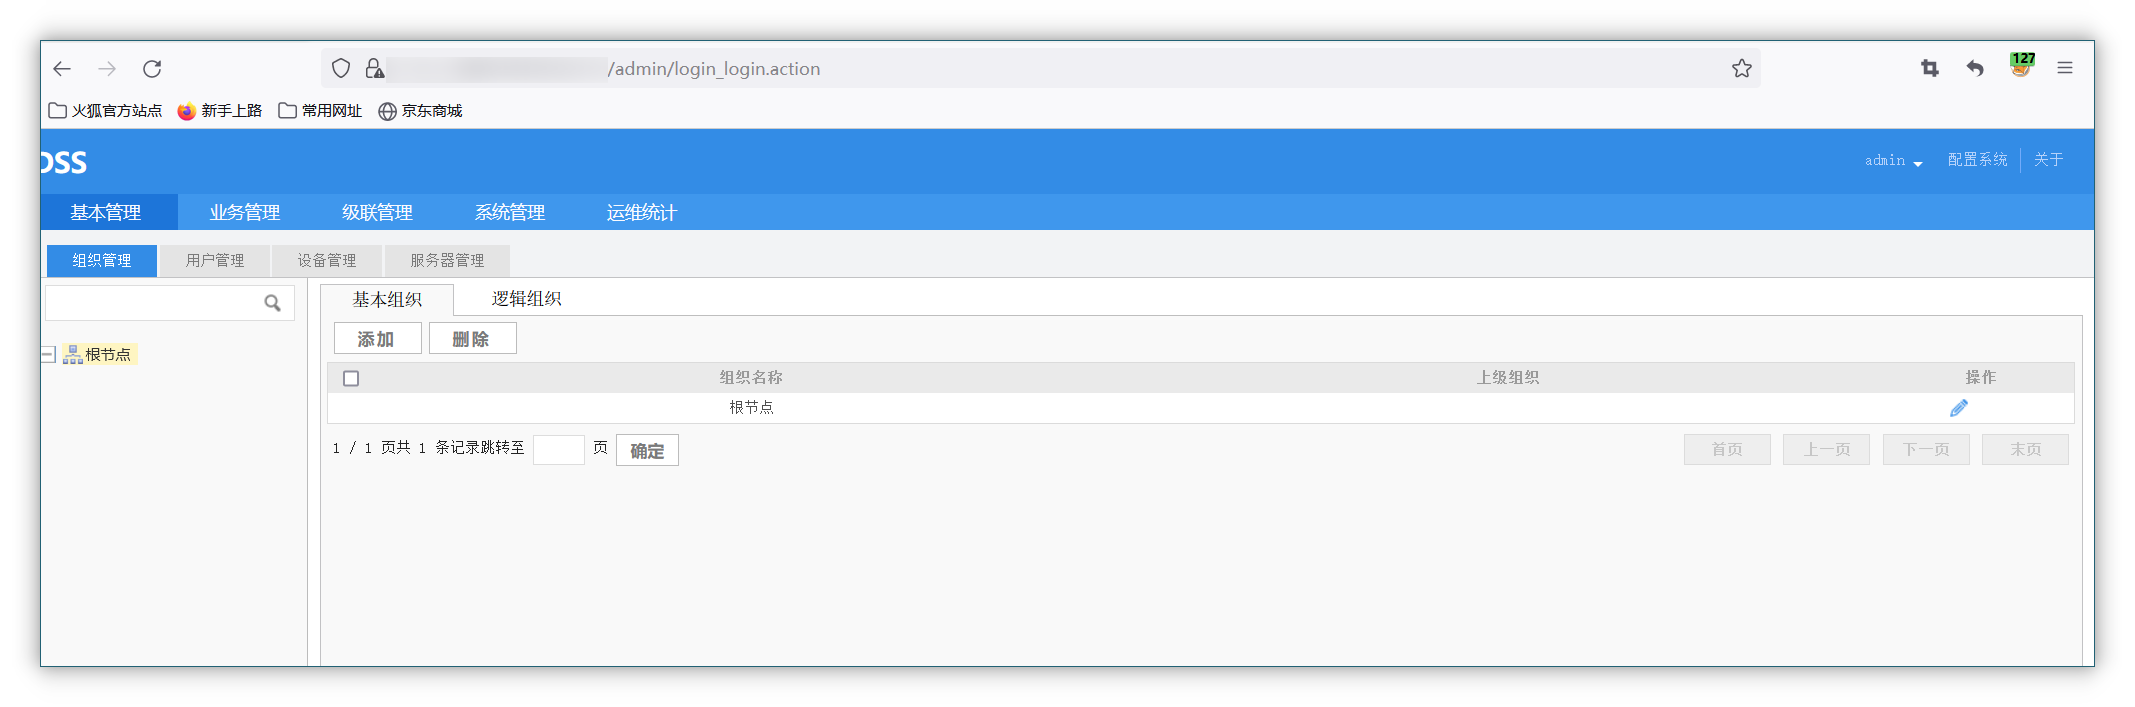 /admin/login_login.action
127
火狐官方站点 新手上路 常用网址 京东商城
DSS
admin 配置系统 关于
基本管理 业务管理 级联管理 系统管理 运维统计
组织管理 用户管理 设备管理 服务器管理
基本组织 逻辑组织
添加 删除
根节点
组织名称 上级组织 操作
根节点
1 / 1 页共 1 条记录跳转至 页 确定 首页 上一页 下一页 末页